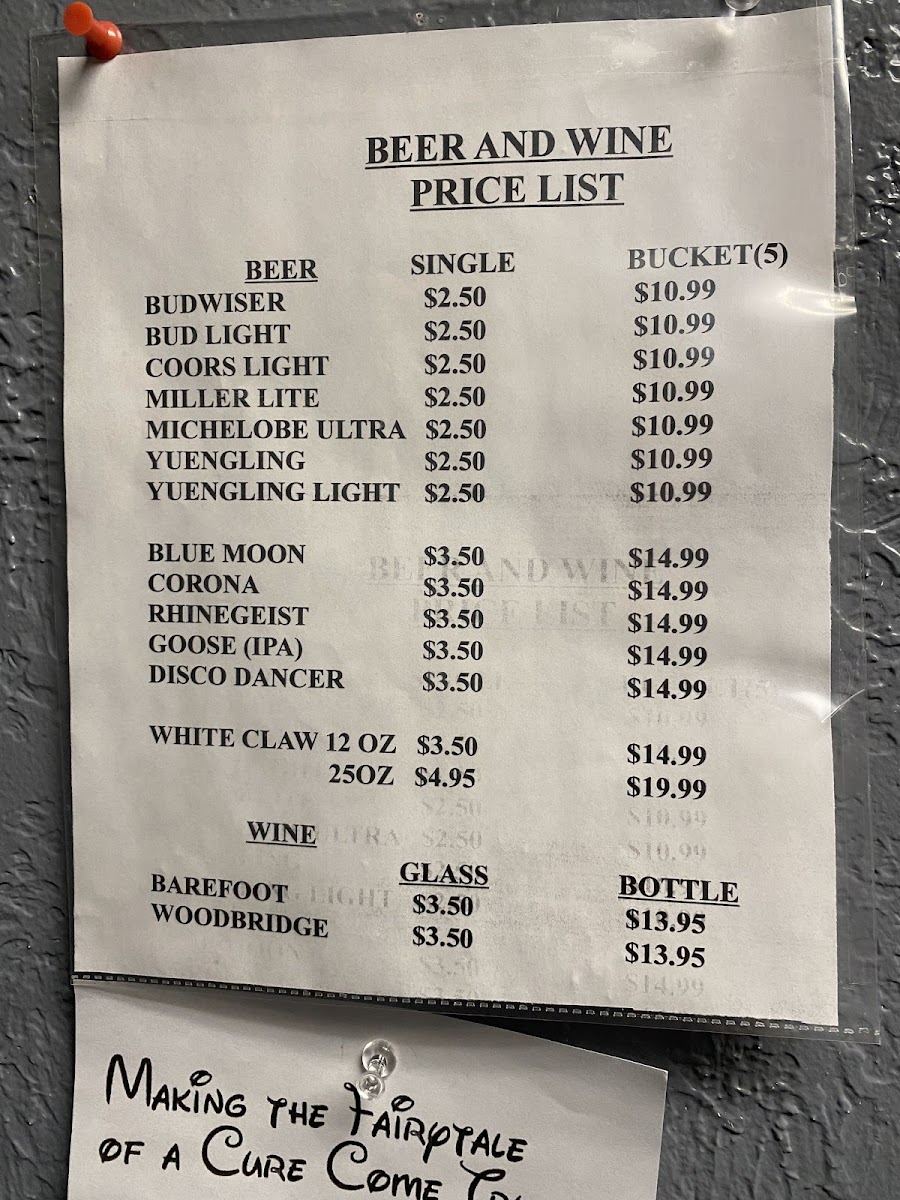 BEER AND WINE
PRICE LIST
BEER SINGLE BUCKET(5)
BUDWISER $2.50 $10.99
BUD LIGHT $2.50 $10.99
COORS LIGHT $2.50 $10.99
MILLER LITE $2.50 $10.99
MICHELOBE ULTRA $2.50 $10.99
YUENGLING $2.50 $10.99
YUENGLING LIGHT $2.50 $10.99
BLUE MOON $3.50 $14.99
CORONA $3.50 $14.99
RHINEGEIST $3.50 $14.99
GOOSE (IPA) $3.50 $14.99
DISCO DANCER $3.50 $14.99
WHITE CLAW 12 OZ $3.50 $14.99
25OZ $4.95 $19.99
WINE GLASS BOTTLE
BAREFOOT $3.50 $13.95
WOODBRIDGE $3.50 $13.95
MAKING THE FAIRYTALE
OF A CURE COME